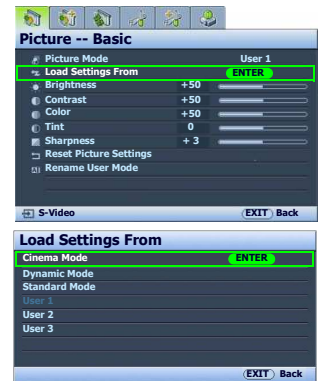 Picture -- Basic
Picture Mode User 1
Load Settings From ENTER
Brightness +50
Contrast +50
Color +50
Tint 0
Sharpness + 3
Reset Picture Settings
Rename User Mode
S-Video EXIT Back
Load Settings From
Cinema Mode ENTER
Dynamic Mode
Standard Mode
User 1
User 2
User 3
EXIT Back